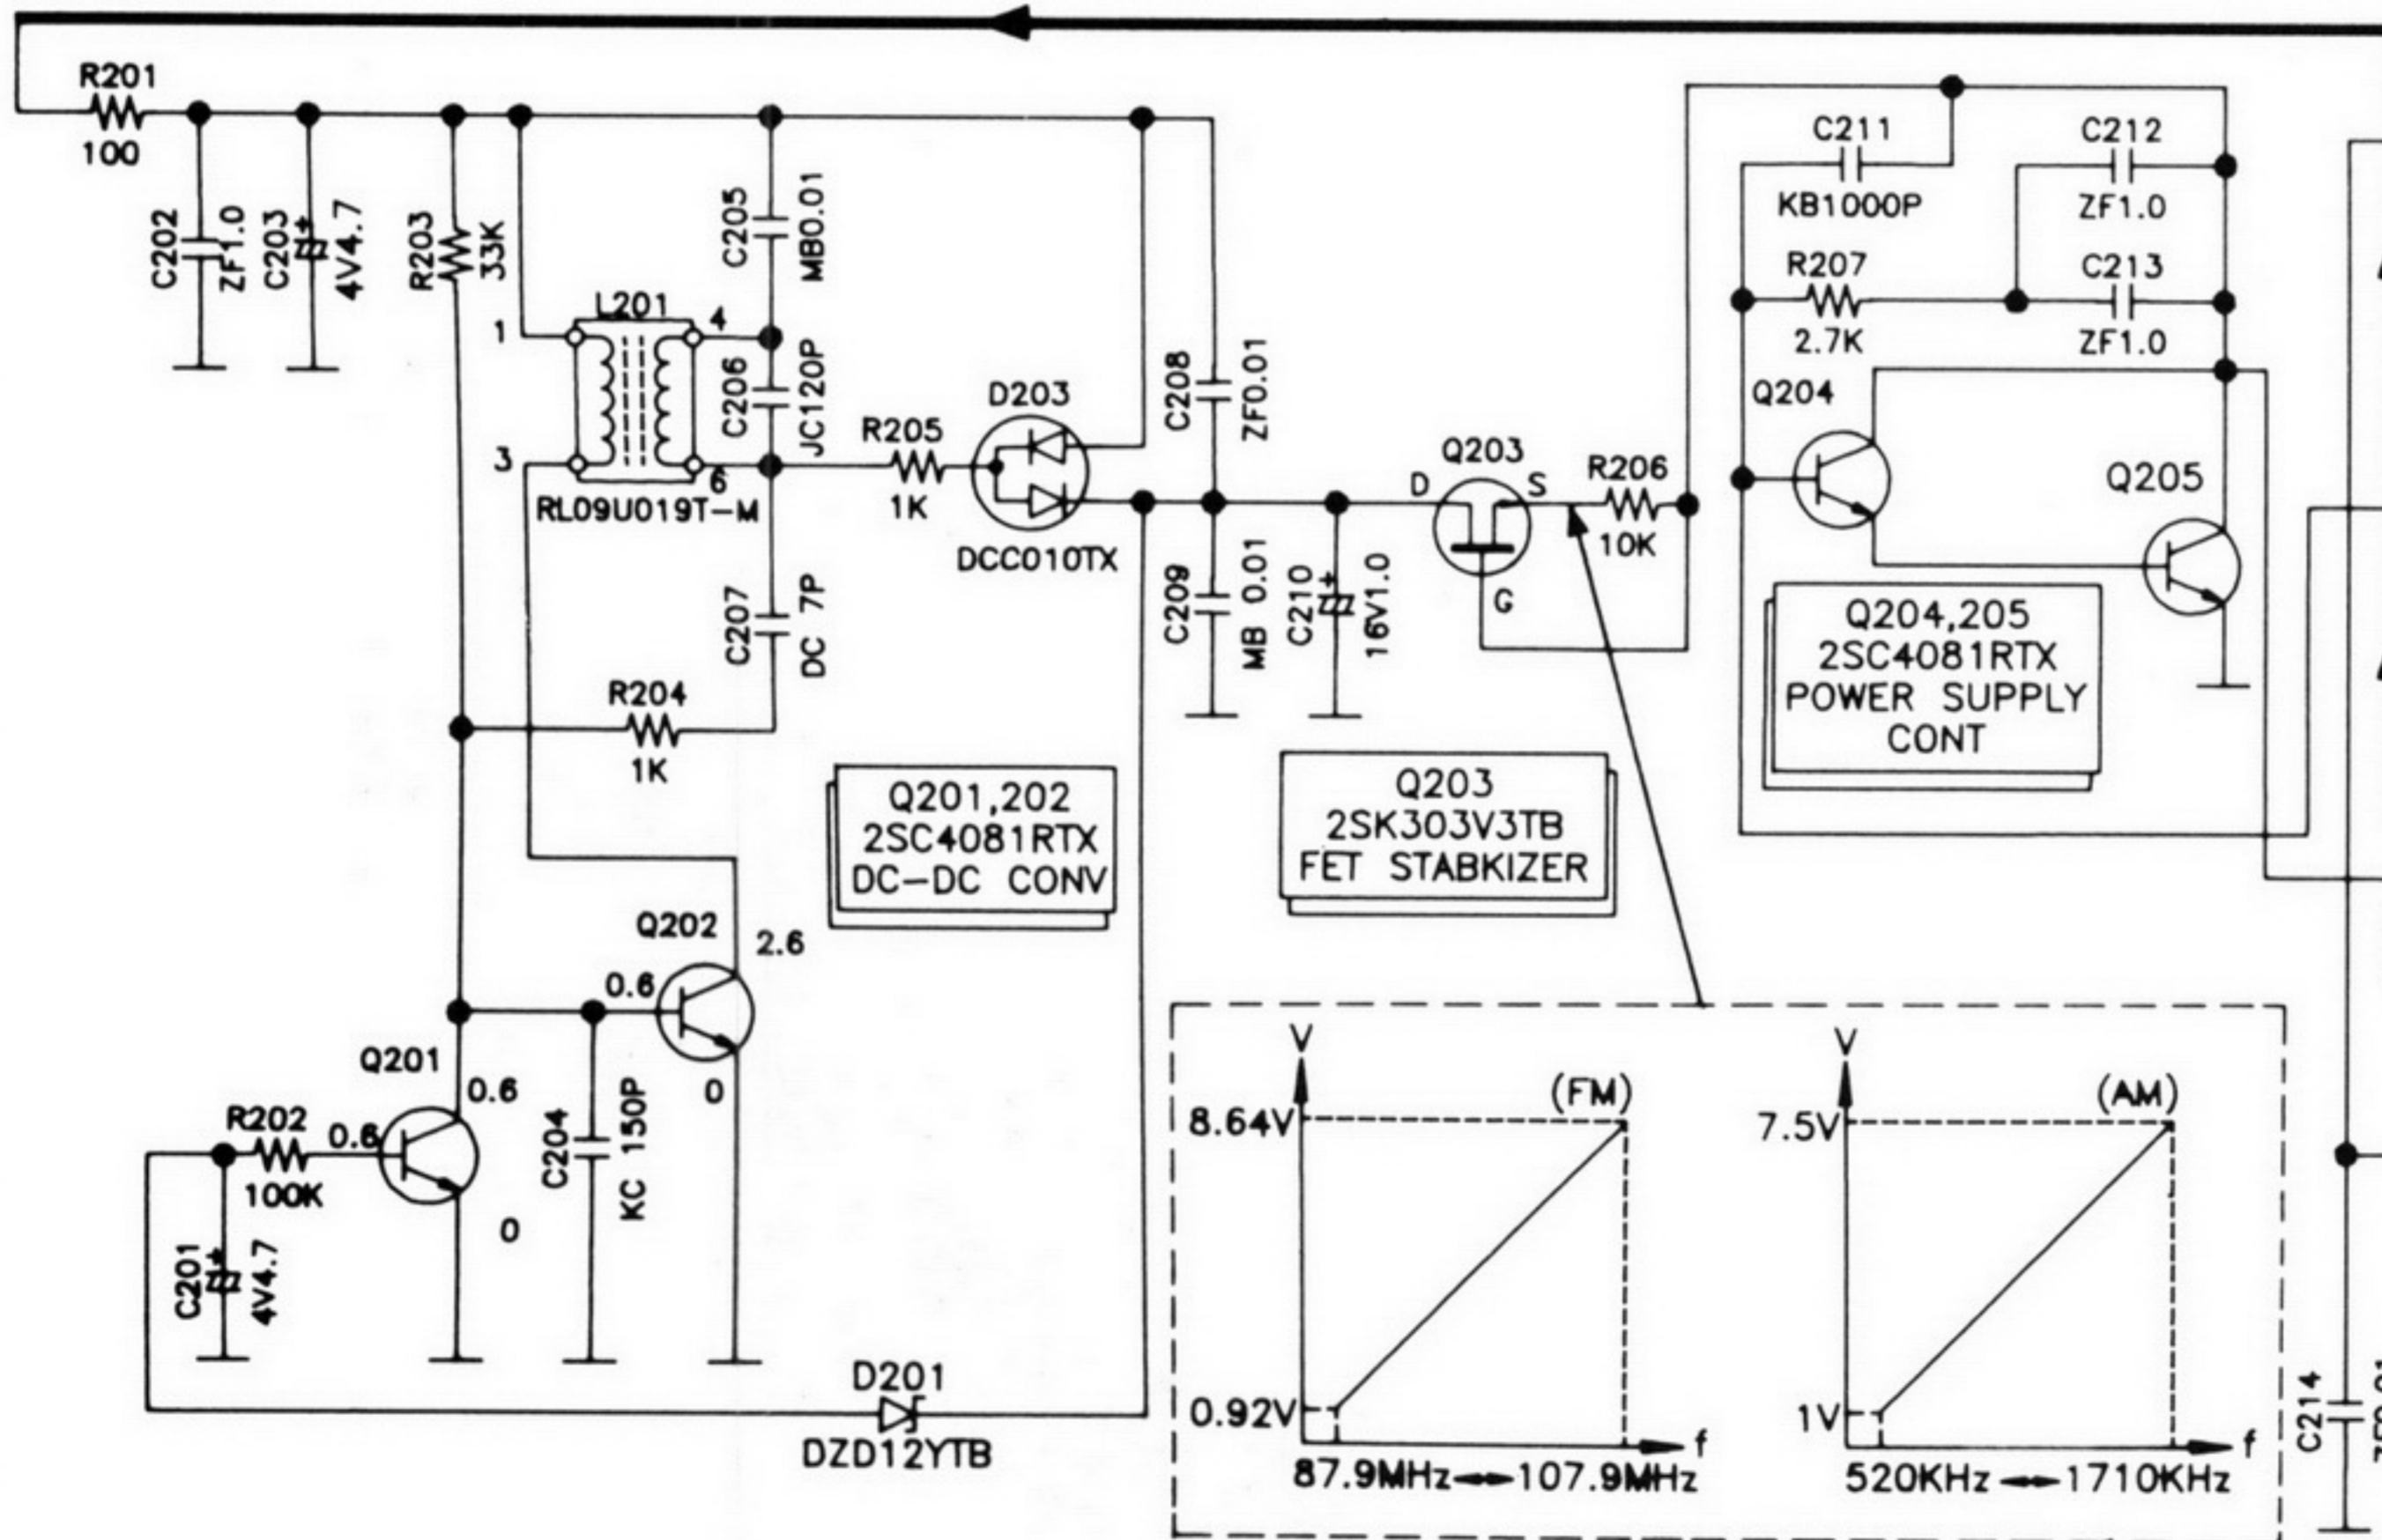 R201
100
C202
ZF1.0
C203
+
4V4.7
R203
33K
C205
MB0.01
L201
1
4
3
6
RL09U019T-M
C206
JC120P
C207
DC 7P
R204
1K
R205
1K
D203
DCC010TX
C208
ZF0.01
C209
MB 0.01
C210
+
16V1.0
Q203
D
S
G
R206
10K
C211
KB1000P
C212
ZF1.0
R207
2.7K
C213
ZF1.0
Q204
Q205
Q204,205
2SC4081RTX
POWER SUPPLY
CONT
Q201,202
2SC4081RTX
DC-DC CONV
Q203
2SK303V3TB
FET STABKIZER
Q202
2.6
0.6
0
Q201
0.6
0.6
0
R202
100K
C201
+
4V4.7
C204
KC 150P
D201
DZD12YTB
V
(FM)
8.64V
0.92V
f
87.9MHz 107.9MHz
V
(AM)
7.5V
1V
f
520KHz 1710KHz
C214